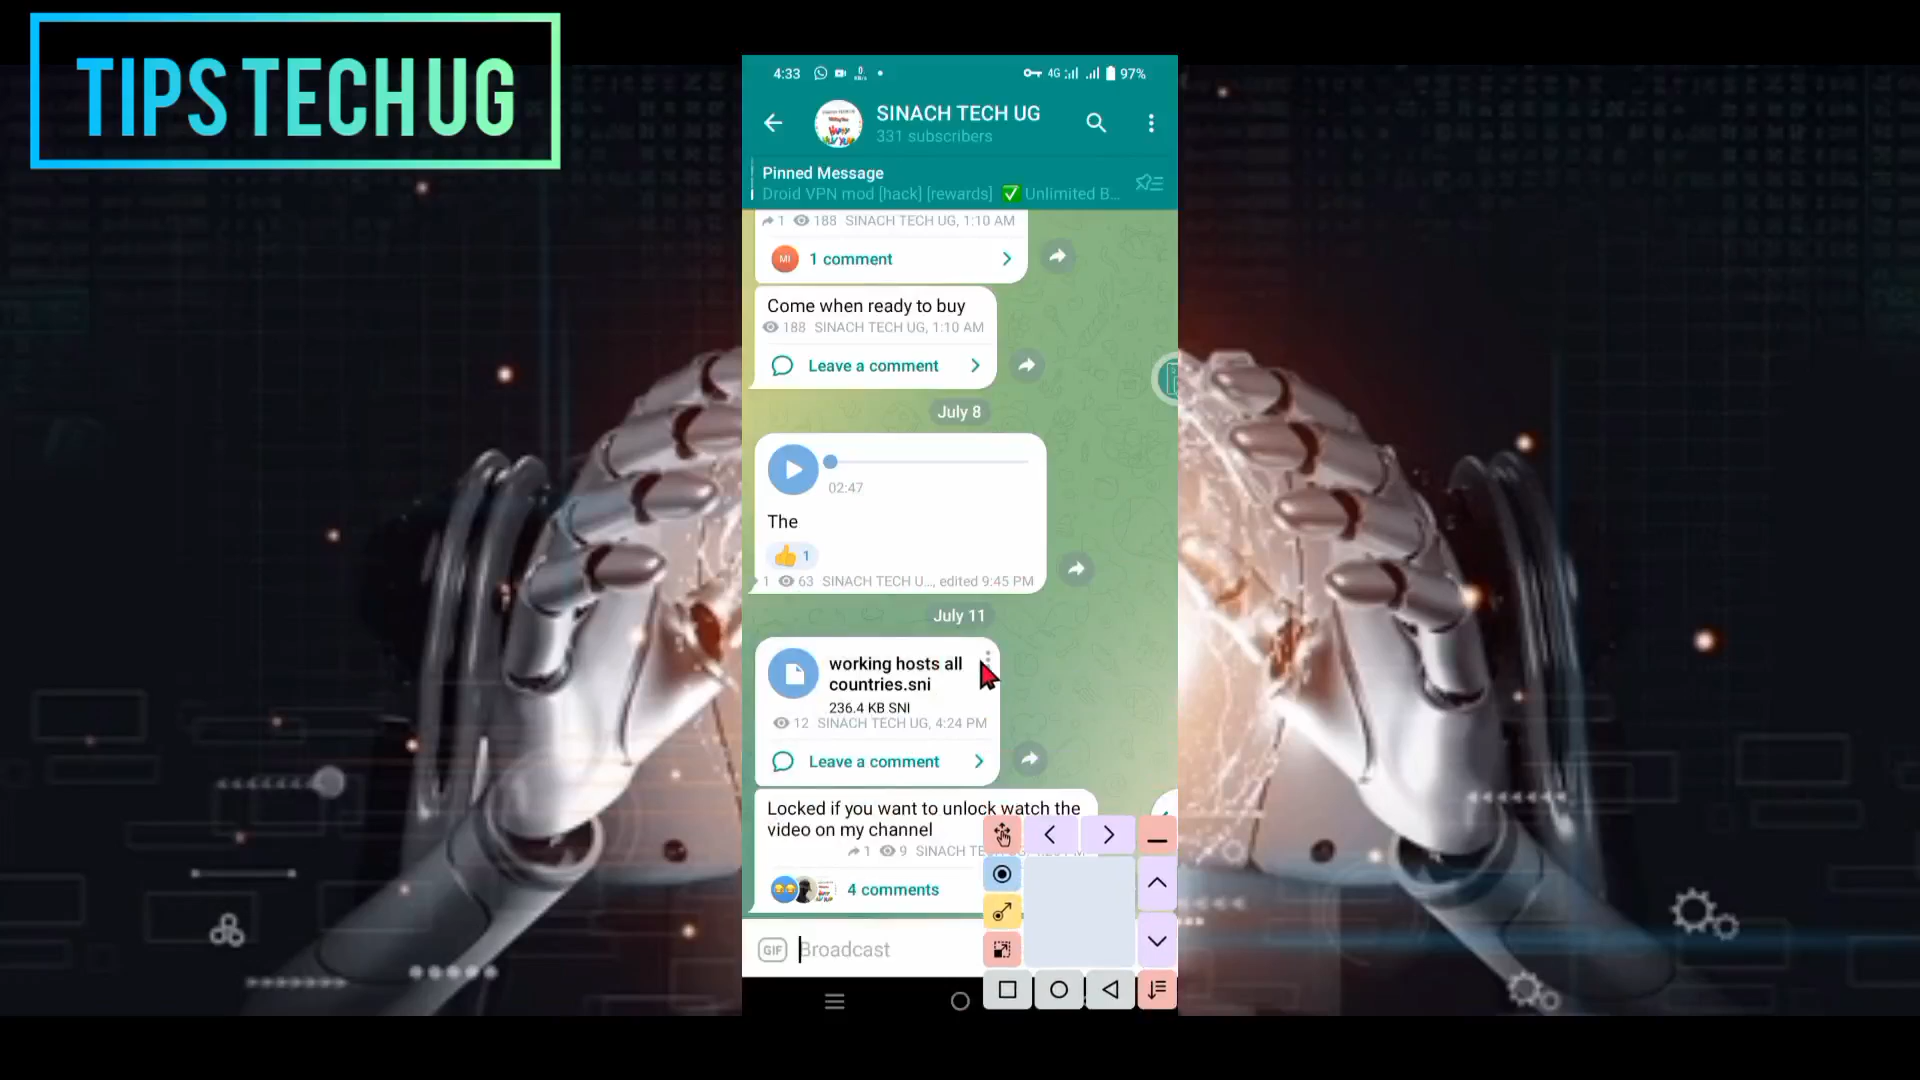 TIPS TECH UG
4:33
4G
97%
SINACH TECH UG
331 subscribers
Pinned Message
Droid VPN mod [hack] [rewards] ✅ Unlimited B...
1 188 SINACH TECH UG, 1:10 AM
MI 1 comment
Come when ready to buy
188 SINACH TECH UG, 1:10 AM
Leave a comment
July 8
02:47
The
👍 1
1 63 SINACH TECH U..., edited 9:45 PM
July 11
working hosts all
countries.sni
236.4 KB SNI
12 SINACH TECH UG, 4:24 PM
Leave a comment
Locked if you want to unlock watch the
video on my channel
1 9 SINACH
4 comments
GIF Broadcast